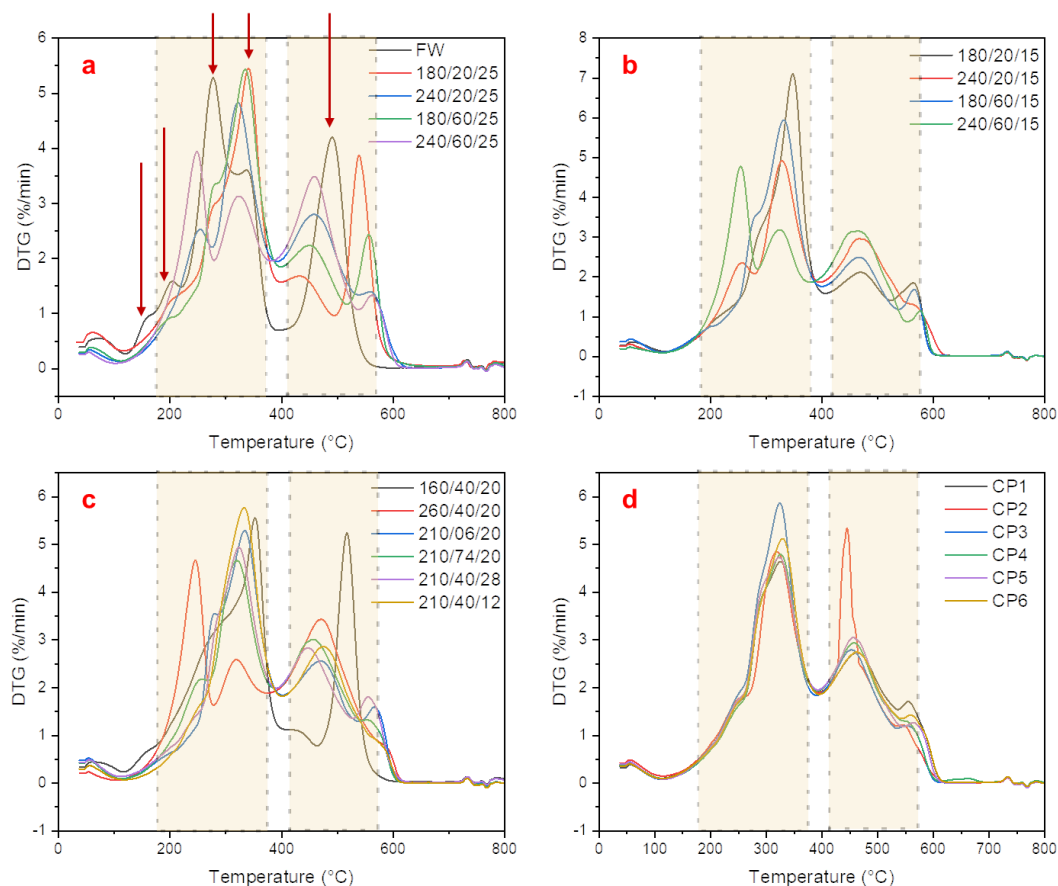 a
FW
180/20/25
240/20/25
180/60/25
240/60/25
6
5
4
3
2
1
0
DTG (%/min)
0 200 400 600 800
Temperature (°C)
b
180/20/15
240/20/15
180/60/15
240/60/15
8
7
6
5
4
3
2
1
0
-1
DTG (%/min)
0 200 400 600 800
Temperature (°C)
c
160/40/20
260/40/20
210/06/20
210/74/20
210/40/28
210/40/12
6
5
4
3
2
1
0
-1
DTG (%/min)
0 100 200 400 600 800
Temperature (°C)
d
CP1
CP2
CP3
CP4
CP5
CP6
6
5
4
3
2
1
0
-1
DTG (%/min)
0 100 200 400 600 800
Temperature (°C)